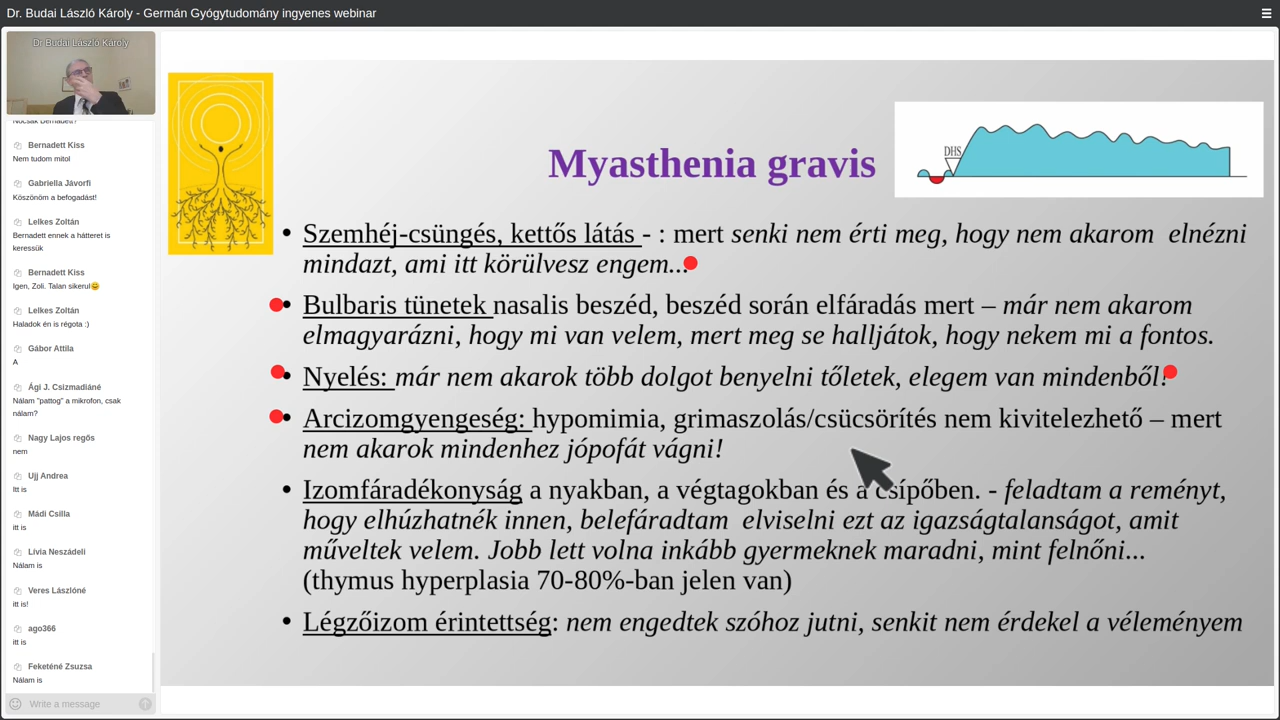 Dr. Budai László Károly - Germán Gyógytudomány ingyenes webinar
Dr Budai László Károly
Nocsak Bernadett?
Bernadett Kiss
Nem tudom mitol
Gabriella Jávorfi
Köszönöm a befogadást!
Lelkes Zoltán
Bernadett ennek a hátteret is
keressük
Bernadett Kiss
Igen, Zoli. Talan sikerul😄
Lelkes Zoltán
Haladok én is régota :)
Gábor Attila
A
Ági J. Csizmadiáné
Nálam "pattog" a mikrofon, csak
nálam?
Nagy Lajos regős
nem
Ujj Andrea
Itt is
Mádi Csilla
itt is
Lívia Neszádeli
Nálam is
Veres Lászlóné
itt is!
ago366
itt is
Feketéné Zsuzsa
Nálam is
Write a message
DHS
Myasthenia gravis
• Szemhéj-csüngés, kettős látás - : mert senki nem érti meg, hogy nem akarom elnézni
mindazt, ami itt körülvesz engem...
• Bulbaris tünetek nasalis beszéd, beszéd során elfáradás mert – már nem akarom
elmagyarázni, hogy mi van velem, mert meg se halljátok, hogy nekem mi a fontos.
• Nyelés: már nem akarok több dolgot benyelni tőletek, elegem van mindenből!
• Arcizomgyengeség: hypomimia, grimaszolás/csücsörítés nem kivitelezhető – mert
nem akarok mindenhez jópofát vágni!
• Izomfáradékonyság a nyakban, a végtagokban és a csipőben. - feladtam a reményt,
hogy elhúzhatnék innen, belefáradtam elviselni ezt az igazságtalanságot, amit
műveltek velem. Jobb lett volna inkább gyermeknek maradni, mint felnőni...
(thymus hyperplasia 70-80%-ban jelen van)
• Légzőizom érintettség: nem engedtek szóhoz jutni, senkit nem érdekel a véleményem